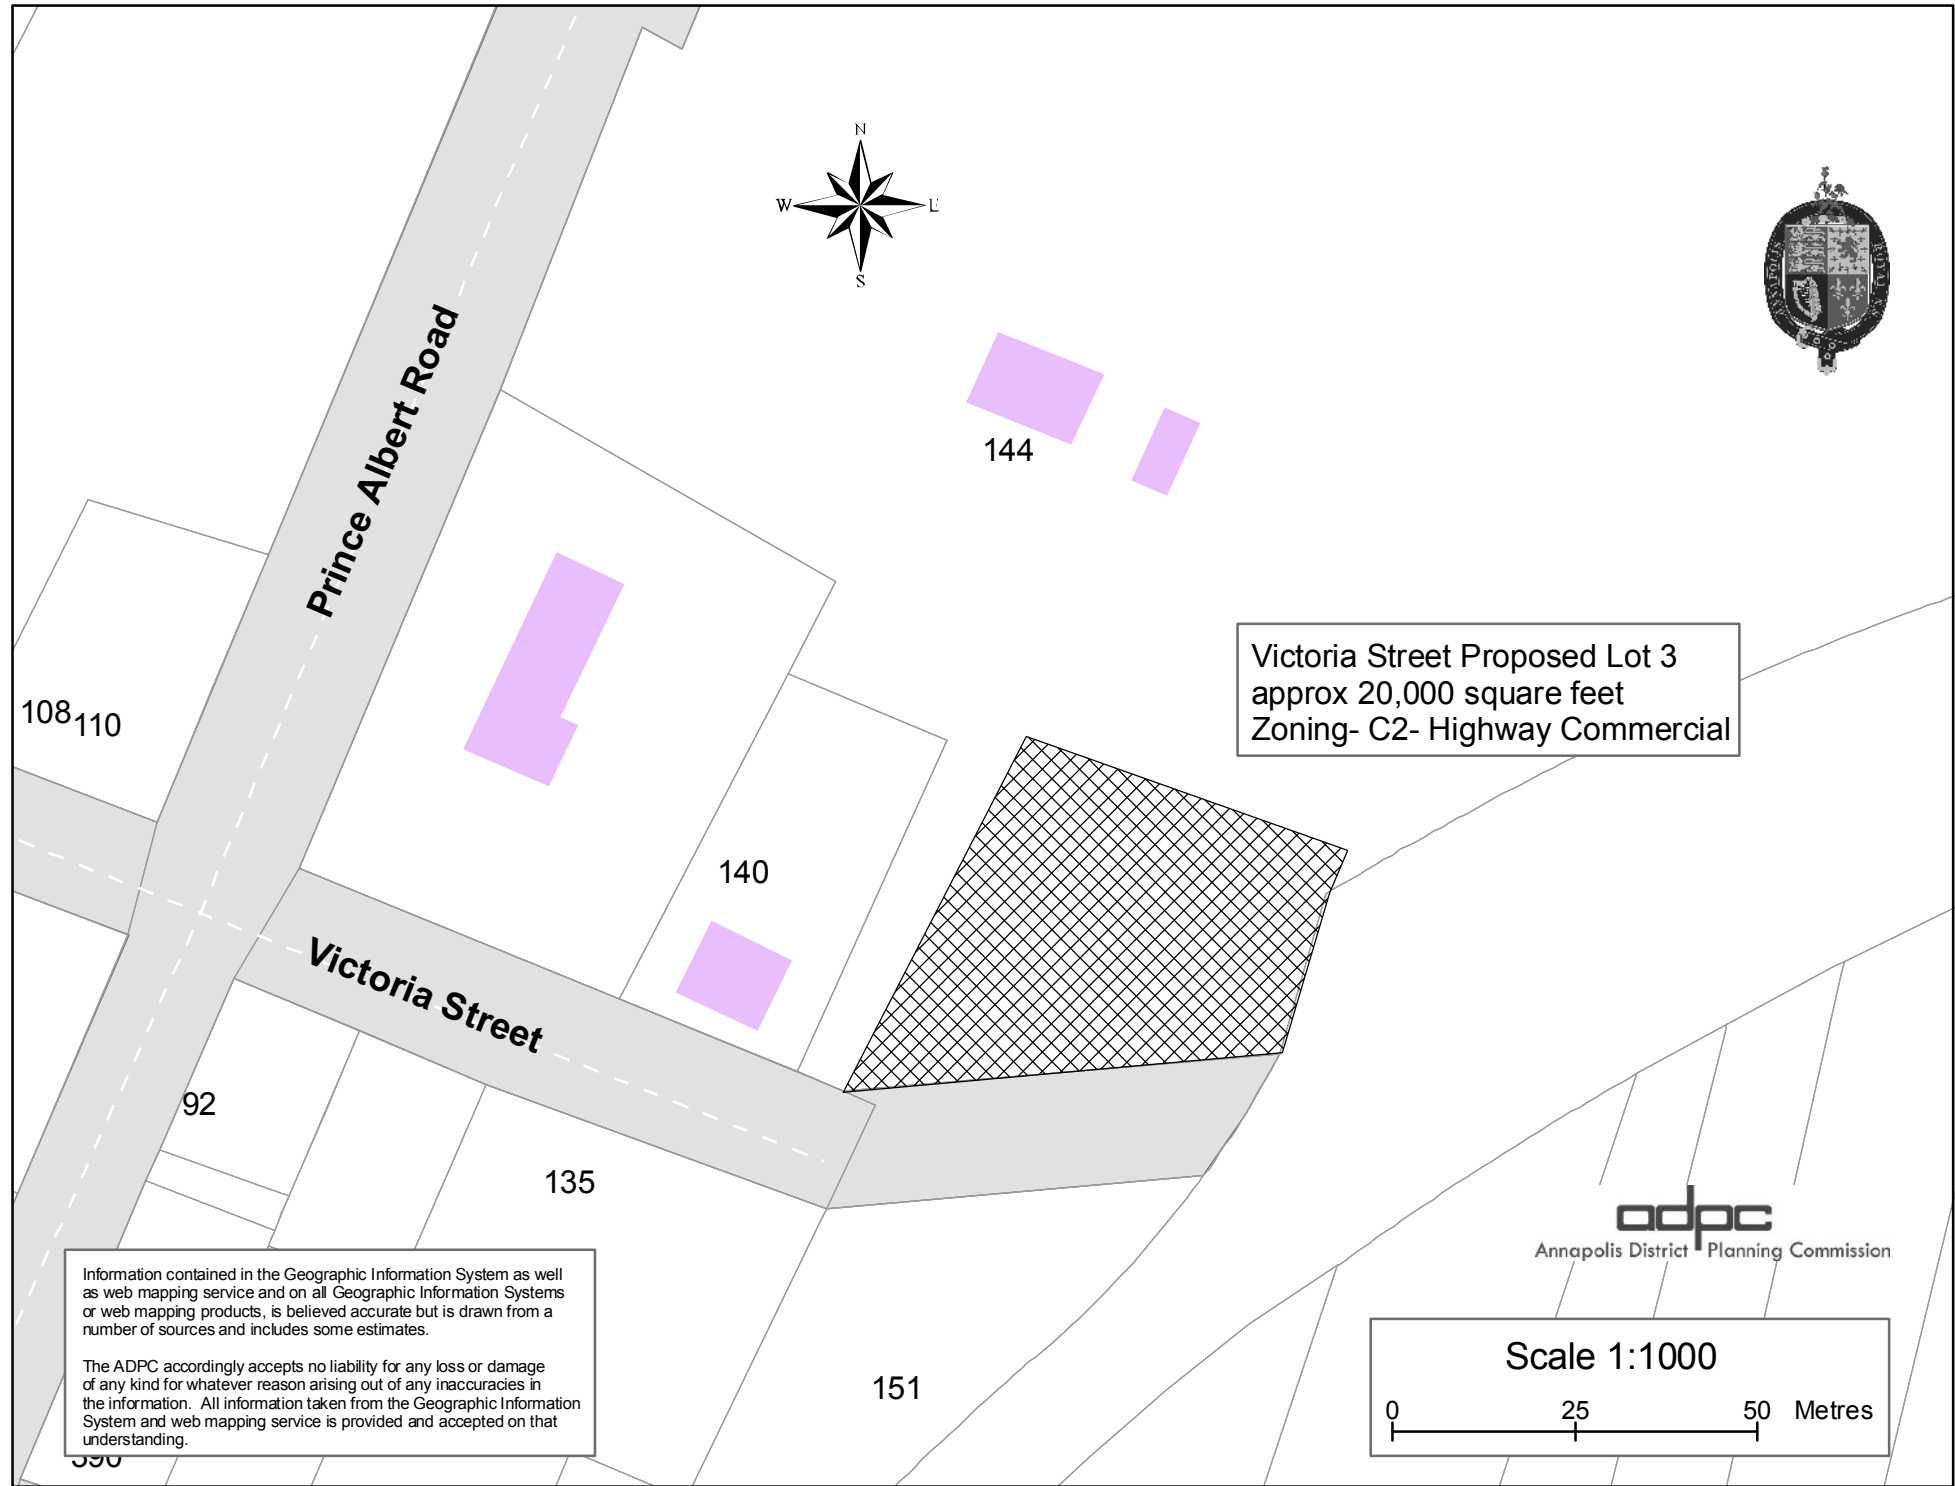 N
W
E
S
Prince Albert Road
144
Victoria Street Proposed Lot 3
approx 20,000 square feet
Zoning- C2- Highway Commercial
108
110
140
Victoria Street
92
135
adpc
Annapolis District Planning Commission
Information contained in the Geographic Information System as well
as web mapping service and on all Geographic Information Systems
or web mapping products, is believed accurate but is drawn from a
number of sources and includes some estimates.
The ADPC accordingly accepts no liability for any loss or damage
of any kind for whatever reason arising out of any inaccuracies in
the information. All information taken from the Geographic Information
System and web mapping service is provided and accepted on that
understanding.
151
Scale 1:1000
0 25 50 Metres